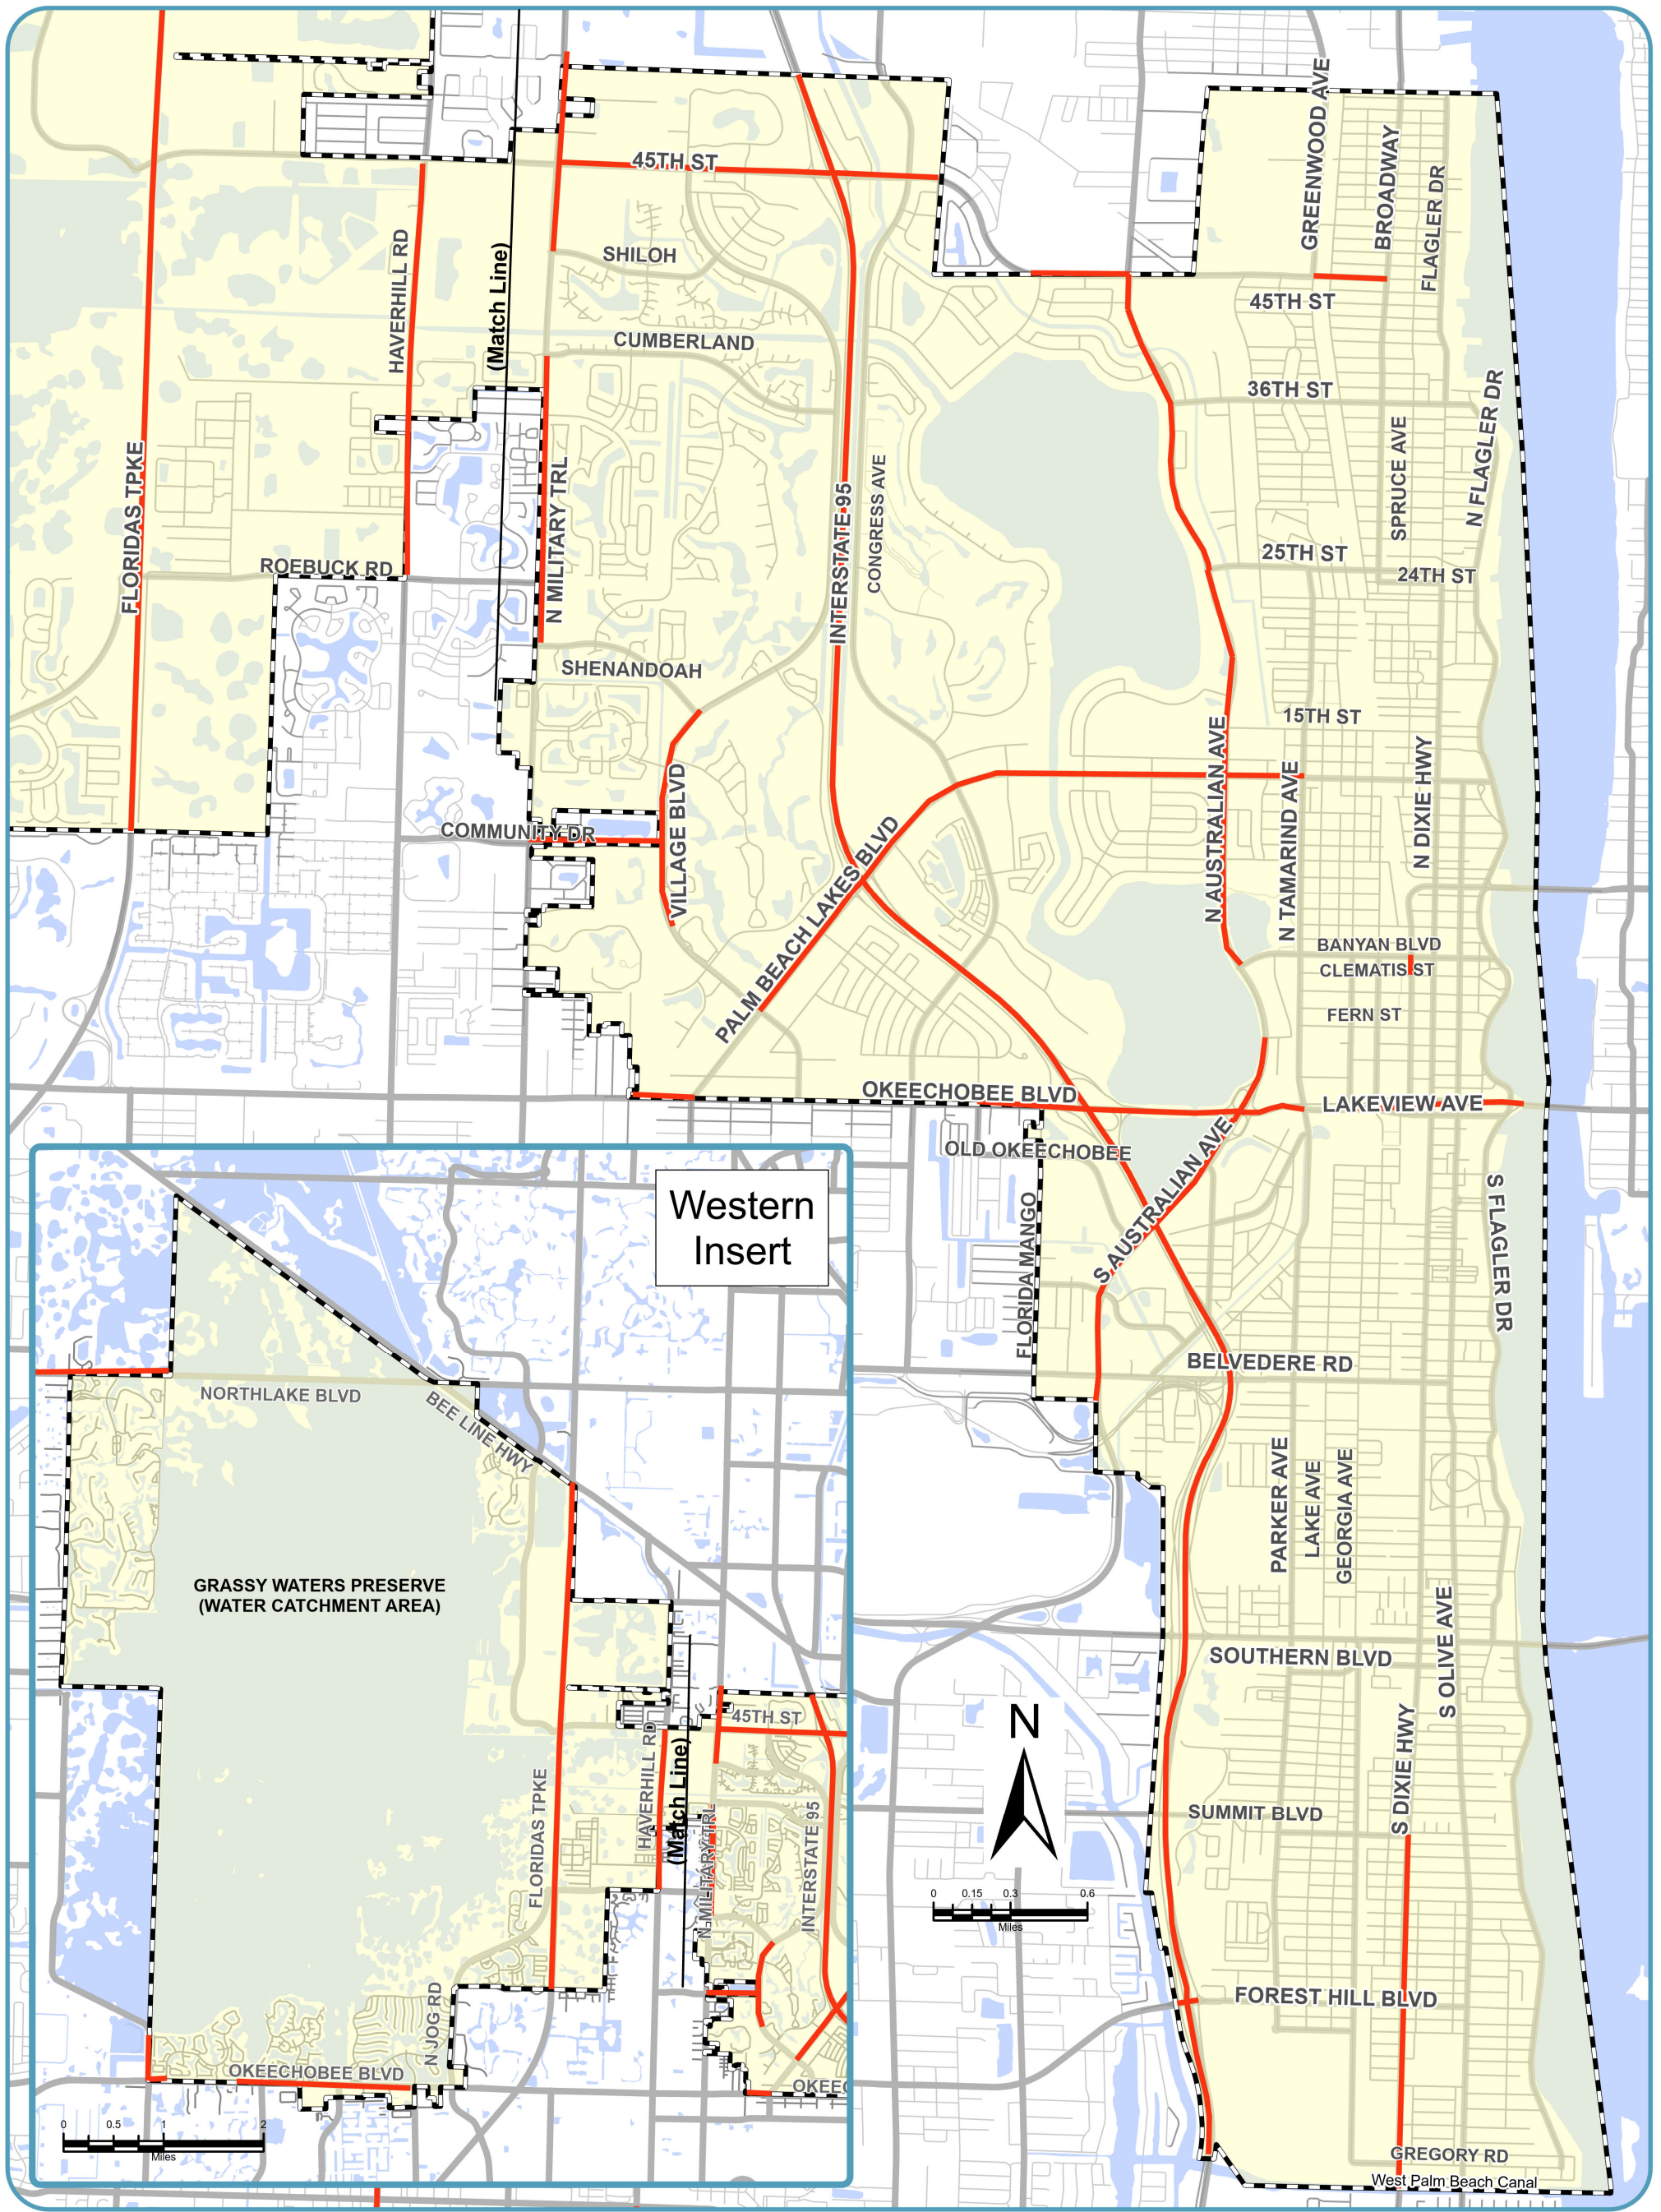 GREENWOOD AVE
BROADWAY
FLAGLER DR
45TH ST
HAVERHILL RD
(Match Line)
SHILOH
45TH ST
CUMBERLAND
36TH ST
N FLAGLER DR
SPRUCE AVE
FLORIDAS TPKE
N MILITARY TRL
INTERSTATE 95
CONGRESS AVE
25TH ST
24TH ST
ROEBUCK RD
SHENANDOAH
15TH ST
N AUSTRALIAN AVE
N TAMARIND AVE
N DIXIE HWY
VILLAGE BLVD
COMMUNITY DR
PALM BEACH LAKES BLVD
BANYAN BLVD
CLEMATIS ST
FERN ST
OKEECHOBEE BLVD
LAKEVIEW AVE
OLD OKEECHOBEE
S AUSTRALIAN AVE
FLORIDA MANGO
S FLAGLER DR
BELVEDERE RD
PARKER AVE
LAKE AVE
GEORGIA AVE
S OLIVE AVE
SOUTHERN BLVD
S DIXIE HWY
SUMMIT BLVD
FOREST HILL BLVD
GREGORY RD
West Palm Beach Canal
N
0 0.15 0.3 0.6
Miles
Western
Insert
NORTHLAKE BLVD
BEE LINE HWY
GRASSY WATERS PRESERVE
(WATER CATCHMENT AREA)
45TH ST
HAVERHILL RD
(Match Line)
FLORIDAS TPKE
N MILITARY TRL
INTERSTATE 95
N JOG RD
OKEECHOBEE BLVD
OKEEC
0 0.5 1 2
Miles